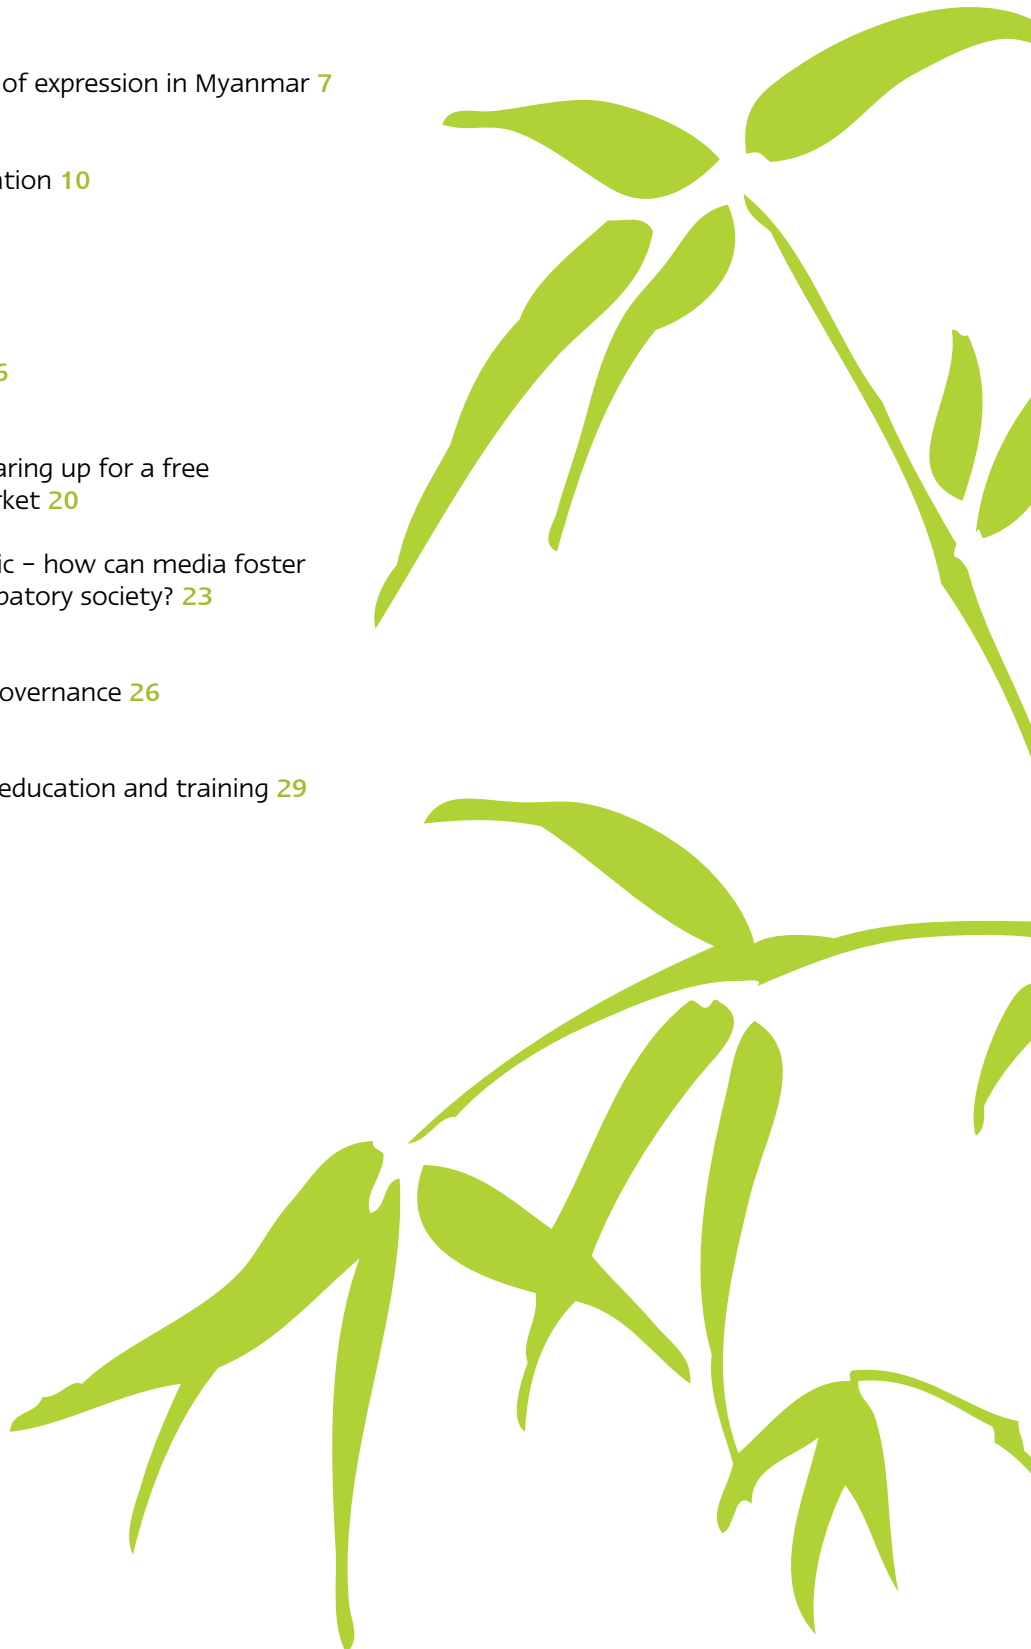 of expression in Myanmar 7
ation 10
6
aring up for a free
rket 20
ic – how can media foster
patory society? 23
overnance 26
education and training 29